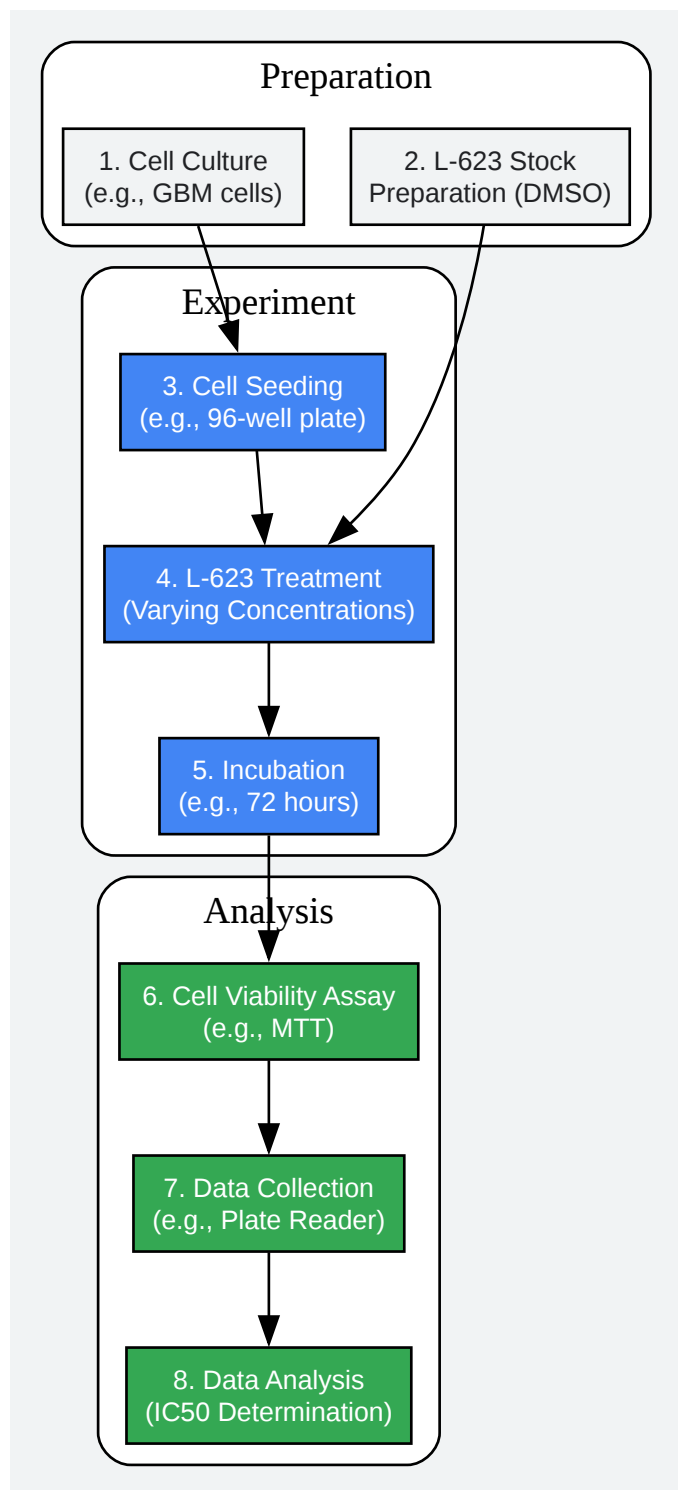 Preparation
1. Cell Culture
(e.g., GBM cells)
2. L-623 Stock
Preparation (DMSO)
Experiment
3. Cell Seeding
(e.g., 96-well plate)
4. L-623 Treatment
(Varying Concentrations)
5. Incubation
(e.g., 72 hours)
Analysis
6. Cell Viability Assay
(e.g., MTT)
7. Data Collection
(e.g., Plate Reader)
8. Data Analysis
(IC50 Determination)